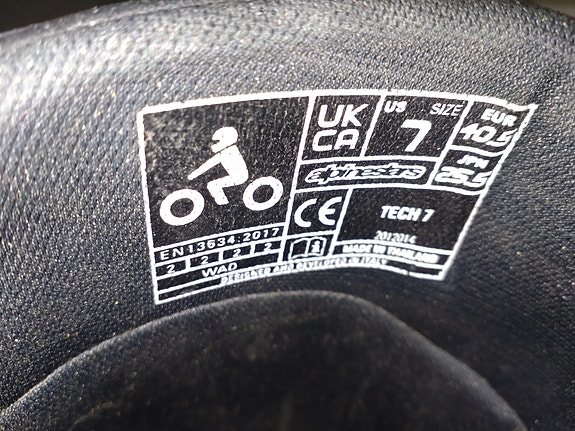 UK
CA
US SIZE
7
EUR
40,5
JPN
25.5
alpinestars
CE
TECH 7
2012014
EN13634:2017
2 2 2 2
WAD
i
MADE IN THAILAND
DESIGNED AND DEVELOPED IN ITALY